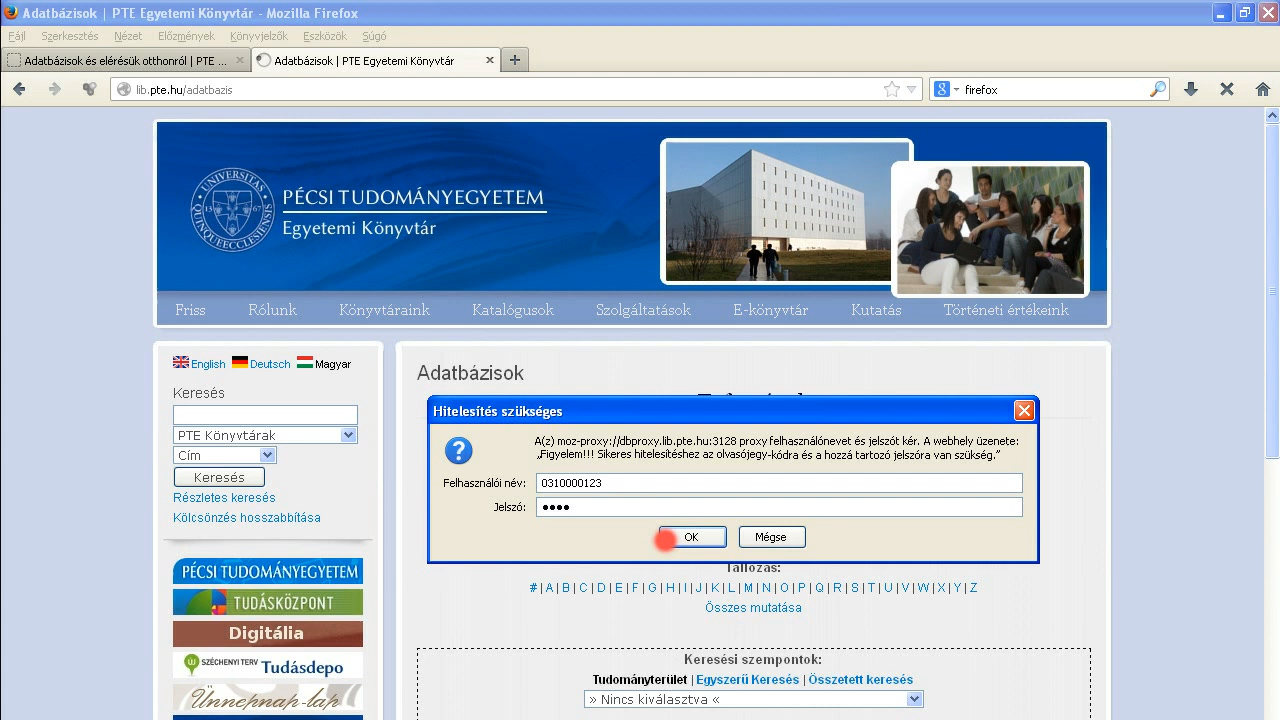 Adatbázisok | PTE Egyetemi Könyvtár - Mozilla Firefox
Fájl Szerkesztés Nézet Előzmények Könyvjelzők Eszközök Súgó
Adatbázisok és elérésük otthonról | PTE ...
Adatbázisok | PTE Egyetemi Könyvtár
lib.pte.hu/adatbazis
firefox
PÉCSI TUDOMÁNYEGYETEM
Egyetemi Könyvtár
Friss Rólunk Könyvtáraink Katalógusok Szolgáltatások E-könyvtár Kutatás Történeti értékeink
English Deutsch Magyar
Keresés
PTE Könyvtárak
Cím
Keresés
Részletes keresés
Kölcsönzés hosszabbítása
PÉCSI TUDOMÁNYEGYETEM
TUDÁSKÖZPONT
Digitália
SZÉCHENYI TERV Tudásdepo
Ünnepnap-lap
Adatbázisok
Hitelesítés szükséges
A(z) moz-proxy://dbproxy.lib.pte.hu:3128 proxy felhasználónevet és jelszót kér. A webhely üzenete:
„Figyelem!!! Sikeres hitelesítéshez az olvasójegy-kódra és a hozzá tartozó jelszóra van szükség.”
Felhasználói név: 0310000123
Jelszó: ●●●●
OK Mégse
Tallózás:
# | A | B | C | D | E | F | G | H | I | J | K | L | M | N | O | P | Q | R | S | T | U | V | W | X | Y | Z
Összes mutatása
Keresési szempontok:
Tudományterület | Egyszerű Keresés | Összetett keresés
» Nincs kiválasztva «